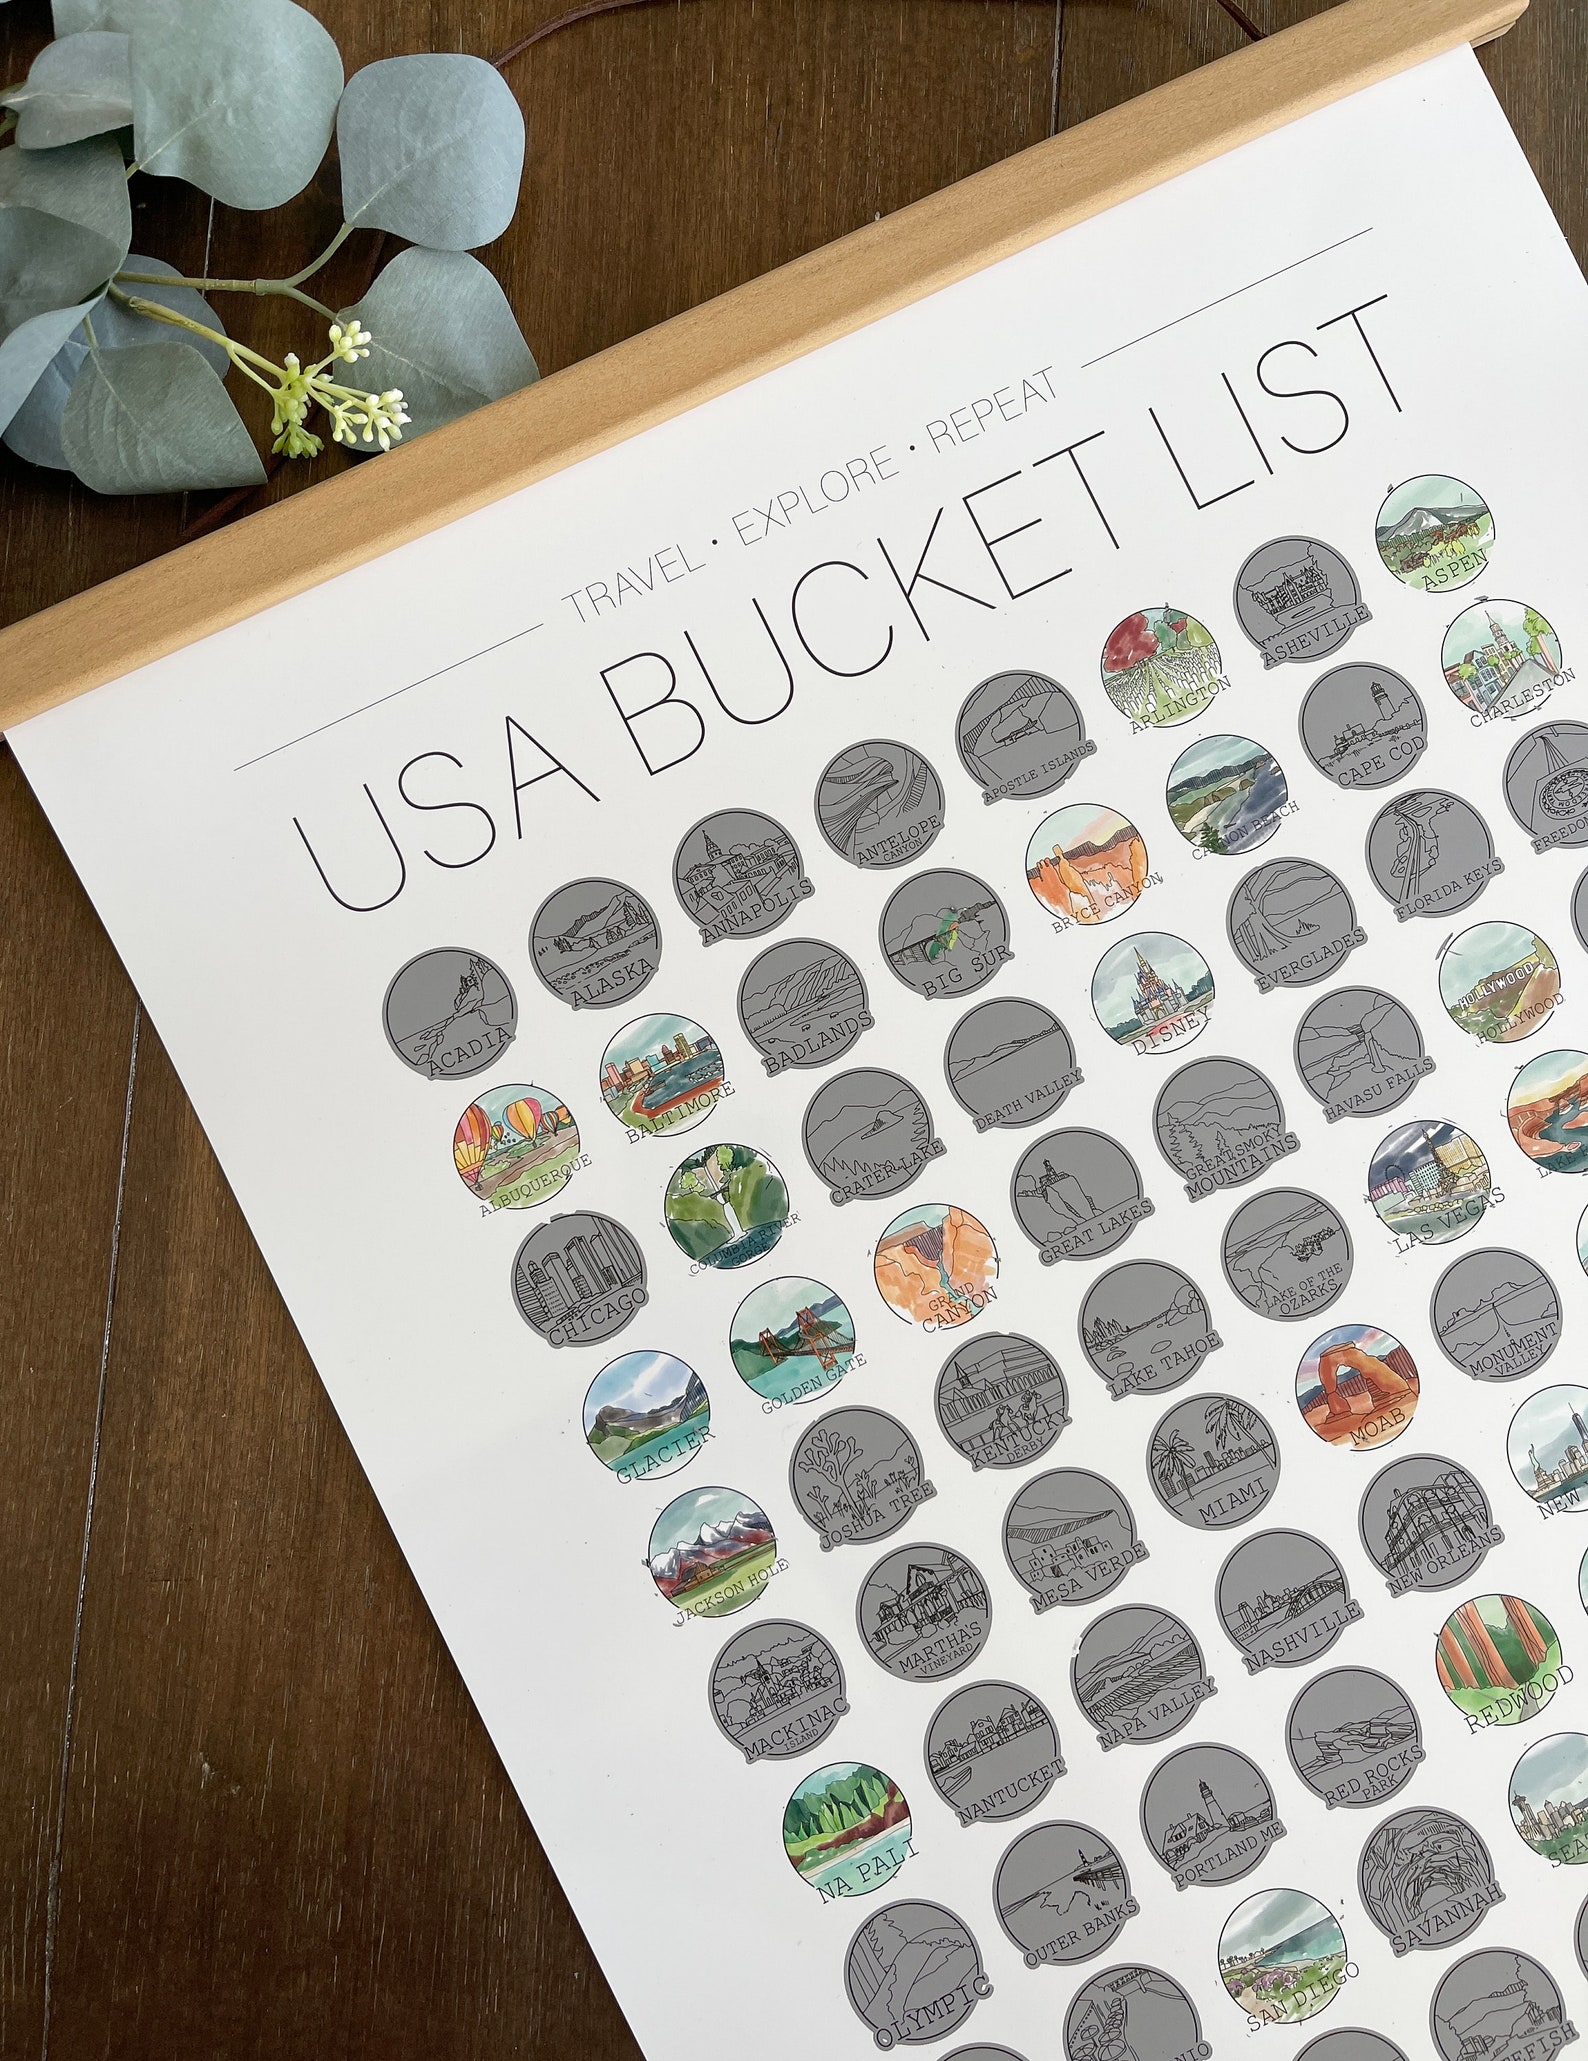 TRAVEL • EXPLORE • REPEAT
USA BUCKET LIST
ACADIA
ALASKA
ANNAPOLIS
ANTELOPE
CANYON
APOSTLE ISLANDS
ARLINGTON
ASHEVILLE
ASPEN
ALBUQUERQUE
BALTIMORE
BADLANDS
BIG SUR
BRYCE CANYON
CANNON BEACH
CAPE COD
CHARLESTON
CHICAGO
COLUMBIA RIVER
GORGE
CRATER LAKE
DEATH VALLEY
DISNEY
EVERGLADES
FLORIDA KEYS
FREEDOM
GLACIER
GOLDEN GATE
GRAND
CANYON
GREAT LAKES
GREAT SMOKY
MOUNTAINS
HAVASU FALLS
HOLLYWOOD
HOLLYWOOD
JACKSON HOLE
JOSHUA TREE
KENTUCKY
DERBY
LAKE TAHOE
LAKE OF THE
OZARKS
LAS VEGAS
LAKE
MACKINAC
ISLAND
MARTHA'S
VINEYARD
MESA VERDE
MIAMI
MOAB
MONUMENT
VALLEY
NA PALI
NANTUCKET
NAPA VALLEY
NASHVILLE
NEW ORLEANS
NEW
OLYMPIC
OUTER BANKS
PORTLAND ME
RED ROCKS
PARK
REDWOOD
NIO
SAN DIEGO
SAVANNAH
SEA
EFISH